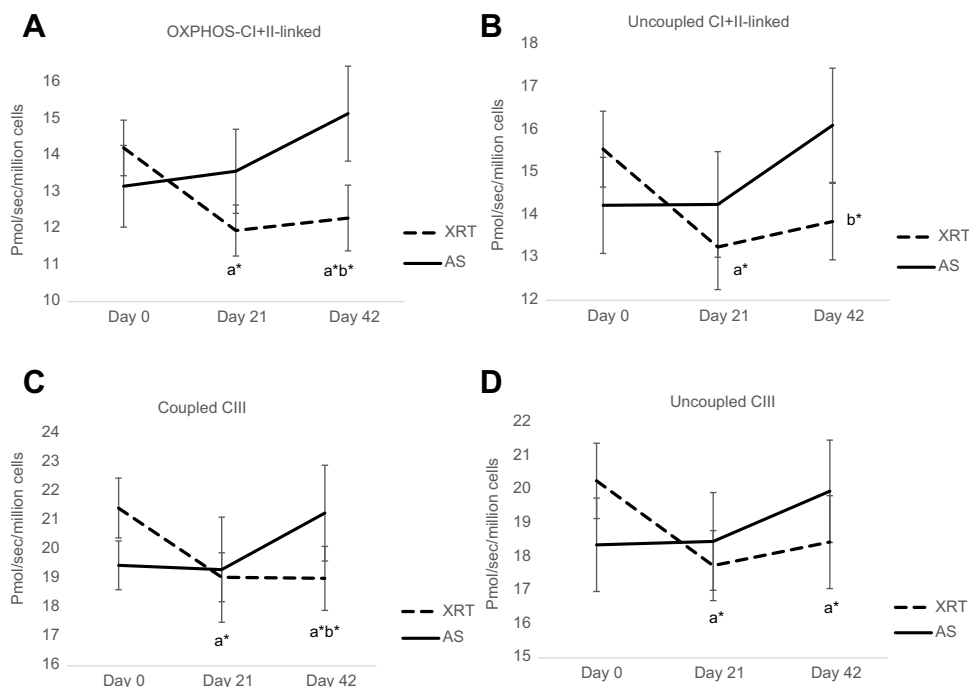 A
OXPHOS-CI+II-linked
Pmol/sec/million cells
16
15
14
13
12
11
10
a*
a*b*
XRT
AS
Day 0 Day 21 Day 42
B
Uncoupled CI+II-linked
Pmol/sec/million cells
18
17
16
15
14
13
12
a*
b*
XRT
AS
Day 0 Day 21 Day 42
C
Coupled CIII
Pmol/sec/million cells
24
23
22
21
20
19
18
17
16
a*
a*b*
XRT
AS
Day 0 Day 21 Day 42
D
Uncoupled CIII
Pmol/sec/million cells
22
21
20
19
18
17
16
15
a*
a*
XRT
AS
Day 0 Day 21 Day 42